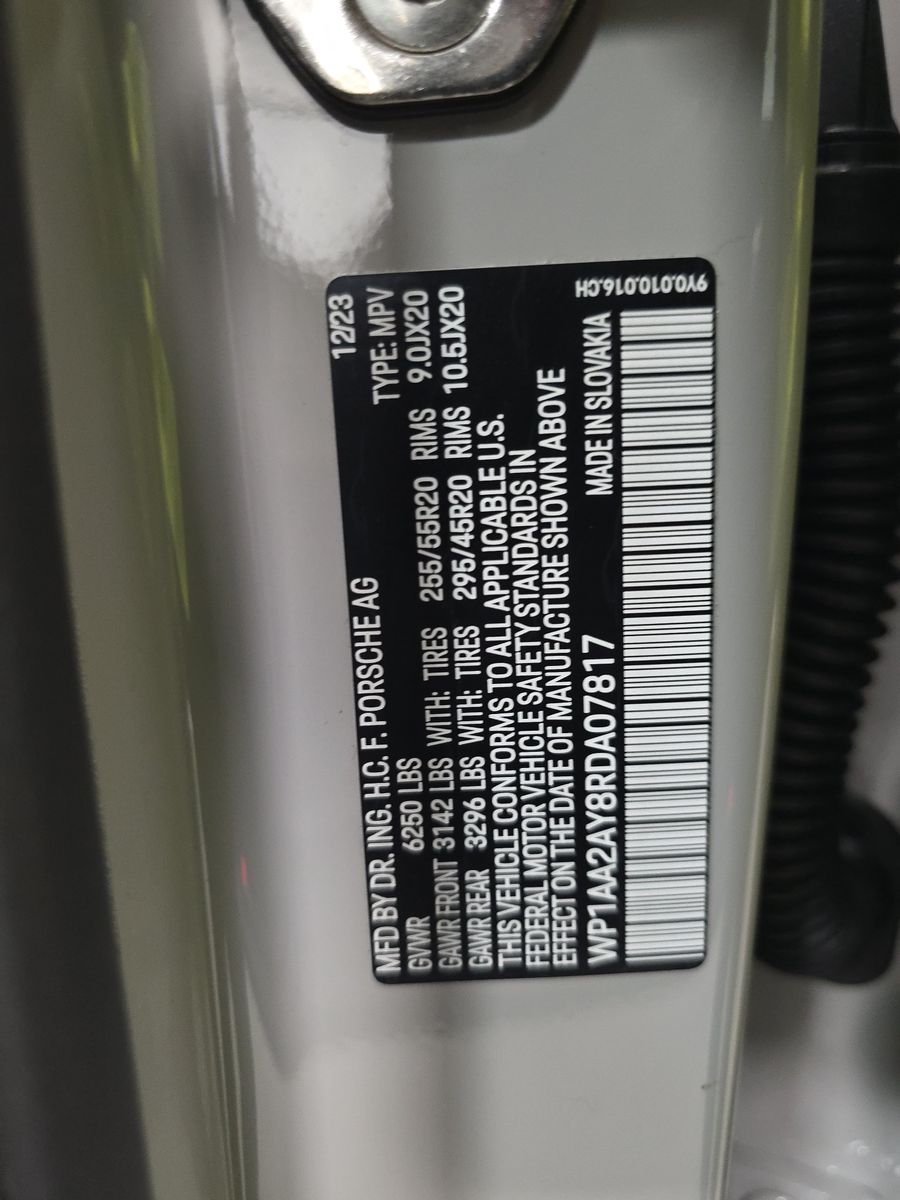 MFD BY DR. ING. H.C. F. PORSCHE AG 12/23
GVWR 6250 LBS TYPE: MPV
GAWR FRONT 3142 LBS WITH: TIRES 255/55R20 RIMS 9.0JX20
GAWR REAR 3296 LBS WITH: TIRES 295/45R20 RIMS 10.5JX20
THIS VEHICLE CONFORMS TO ALL APPLICABLE U.S.
FEDERAL MOTOR VEHICLE SAFETY STANDARDS IN
EFFECT ON THE DATE OF MANUFACTURE SHOWN ABOVE
WP1AA2AY8RDA07817 MADE IN SLOVAKIA
9Y0.010.016.CH